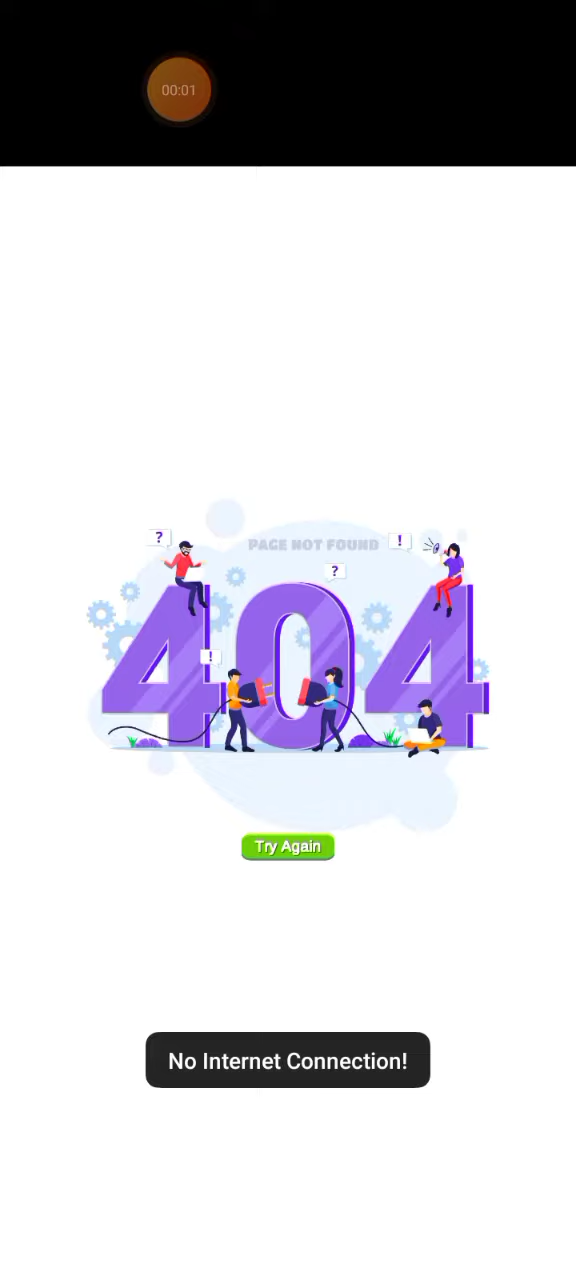 00:01
?
PAGE NOT FOUND
!
?
!
404
Try Again
No Internet Connection!